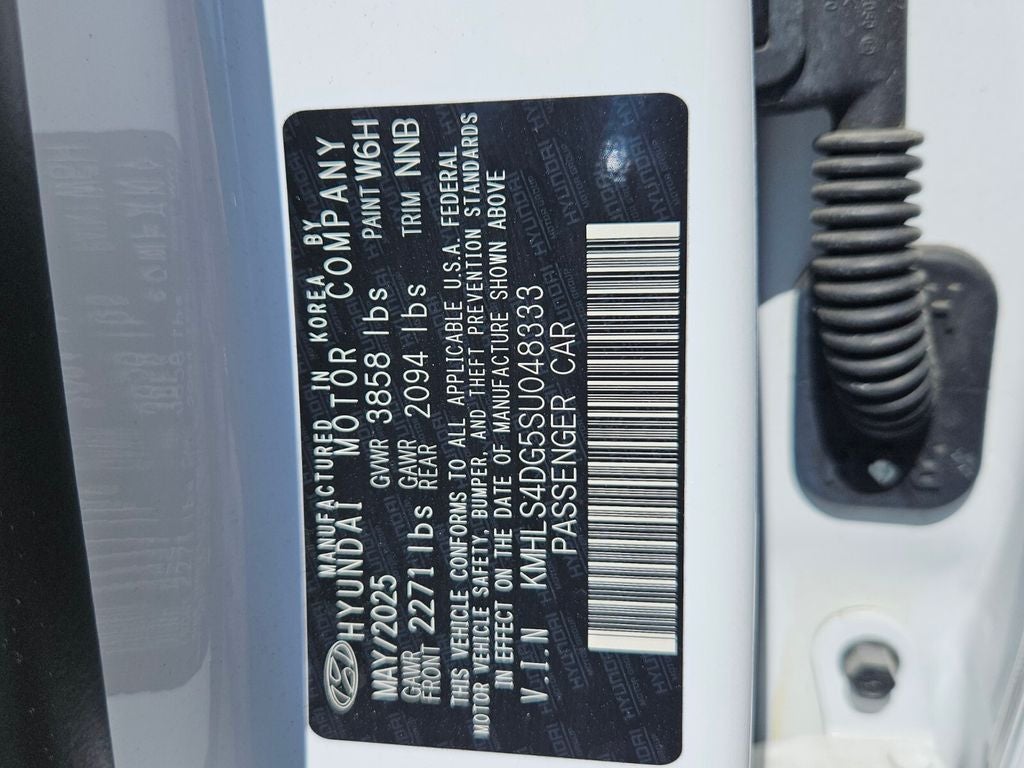 MANUFACTURED IN KOREA BY
HYUNDAI MOTOR COMPANY
MAY/2025 GVWR 3858 lbs PAINT W6H
GAWR FRONT 2271 lbs GAWR REAR 2094 lbs TRIM NNB
THIS VEHICLE CONFORMS TO ALL APPLICABLE U.S.A. FEDERAL
MOTOR VEHICLE SAFETY, BUMPER, AND THEFT PREVENTION STANDARDS
IN EFFECT ON THE DATE OF MANUFACTURE SHOWN ABOVE
V.I.N KMHLS4DG5SU048333
PASSENGER CAR